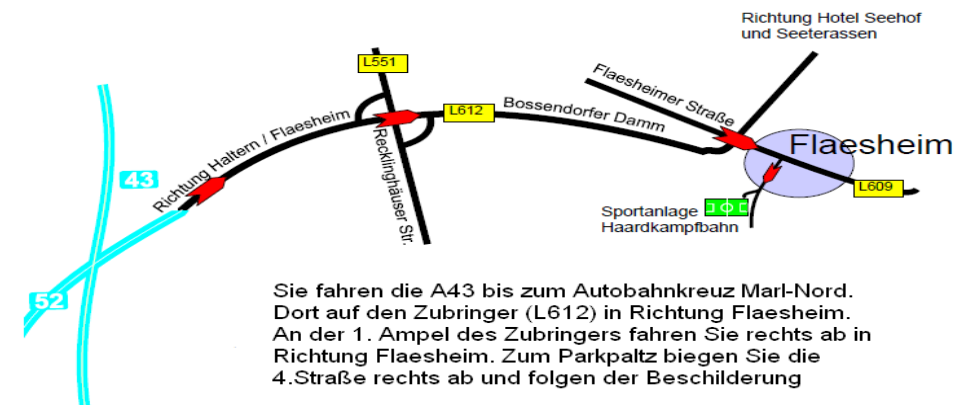 Richtung Hotel Seehof
und Seeterassen
L551
Flaesheimer Straße
L612
Bossendorfer Damm
Richtung Haltern / Flaesheim
Recklinghäuser Str.
Flaesheim
43
L609
Sportanlage
Haardkampfbahn
52
Sie fahren die A43 bis zum Autobahnkreuz Marl-Nord.
Dort auf den Zubringer (L612) in Richtung Flaesheim.
An der 1. Ampel des Zubringers fahren Sie rechts ab in
Richtung Flaesheim. Zum Parkpaltz biegen Sie die
4.Straße rechts ab und folgen der Beschilderung